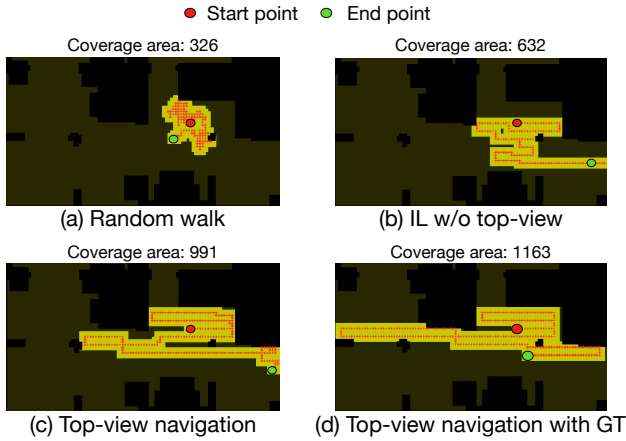 Start point End point
Coverage area: 326
Coverage area: 632
(a) Random walk
(b) IL w/o top-view
Coverage area: 991
Coverage area: 1163
(c) Top-view navigation
(d) Top-view navigation with GT